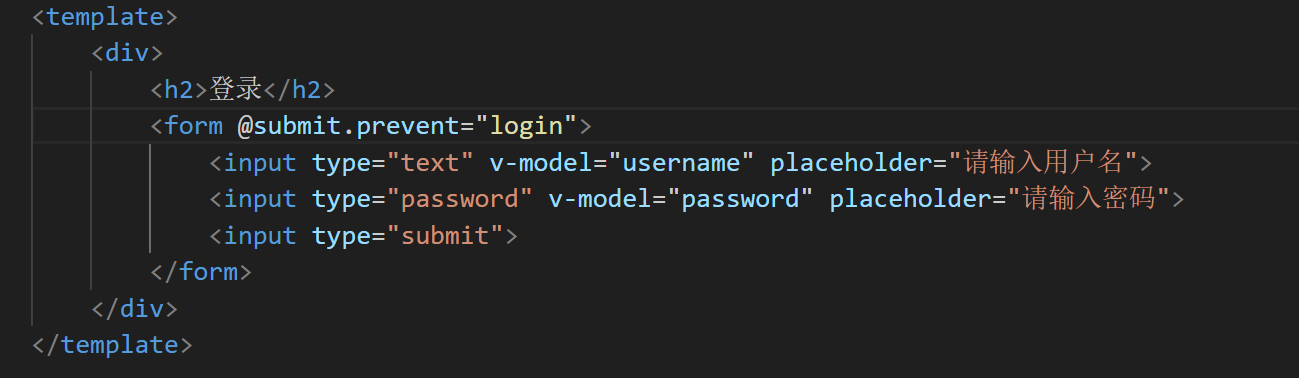 <template>
<div>
<h2>登录</h2>
<form @submit.prevent="login">
<input type="text" v-model="username" placeholder="请输入用户名">
<input type="password" v-model="password" placeholder="请输入密码">
<input type="submit">
</form>
</div>
</template>